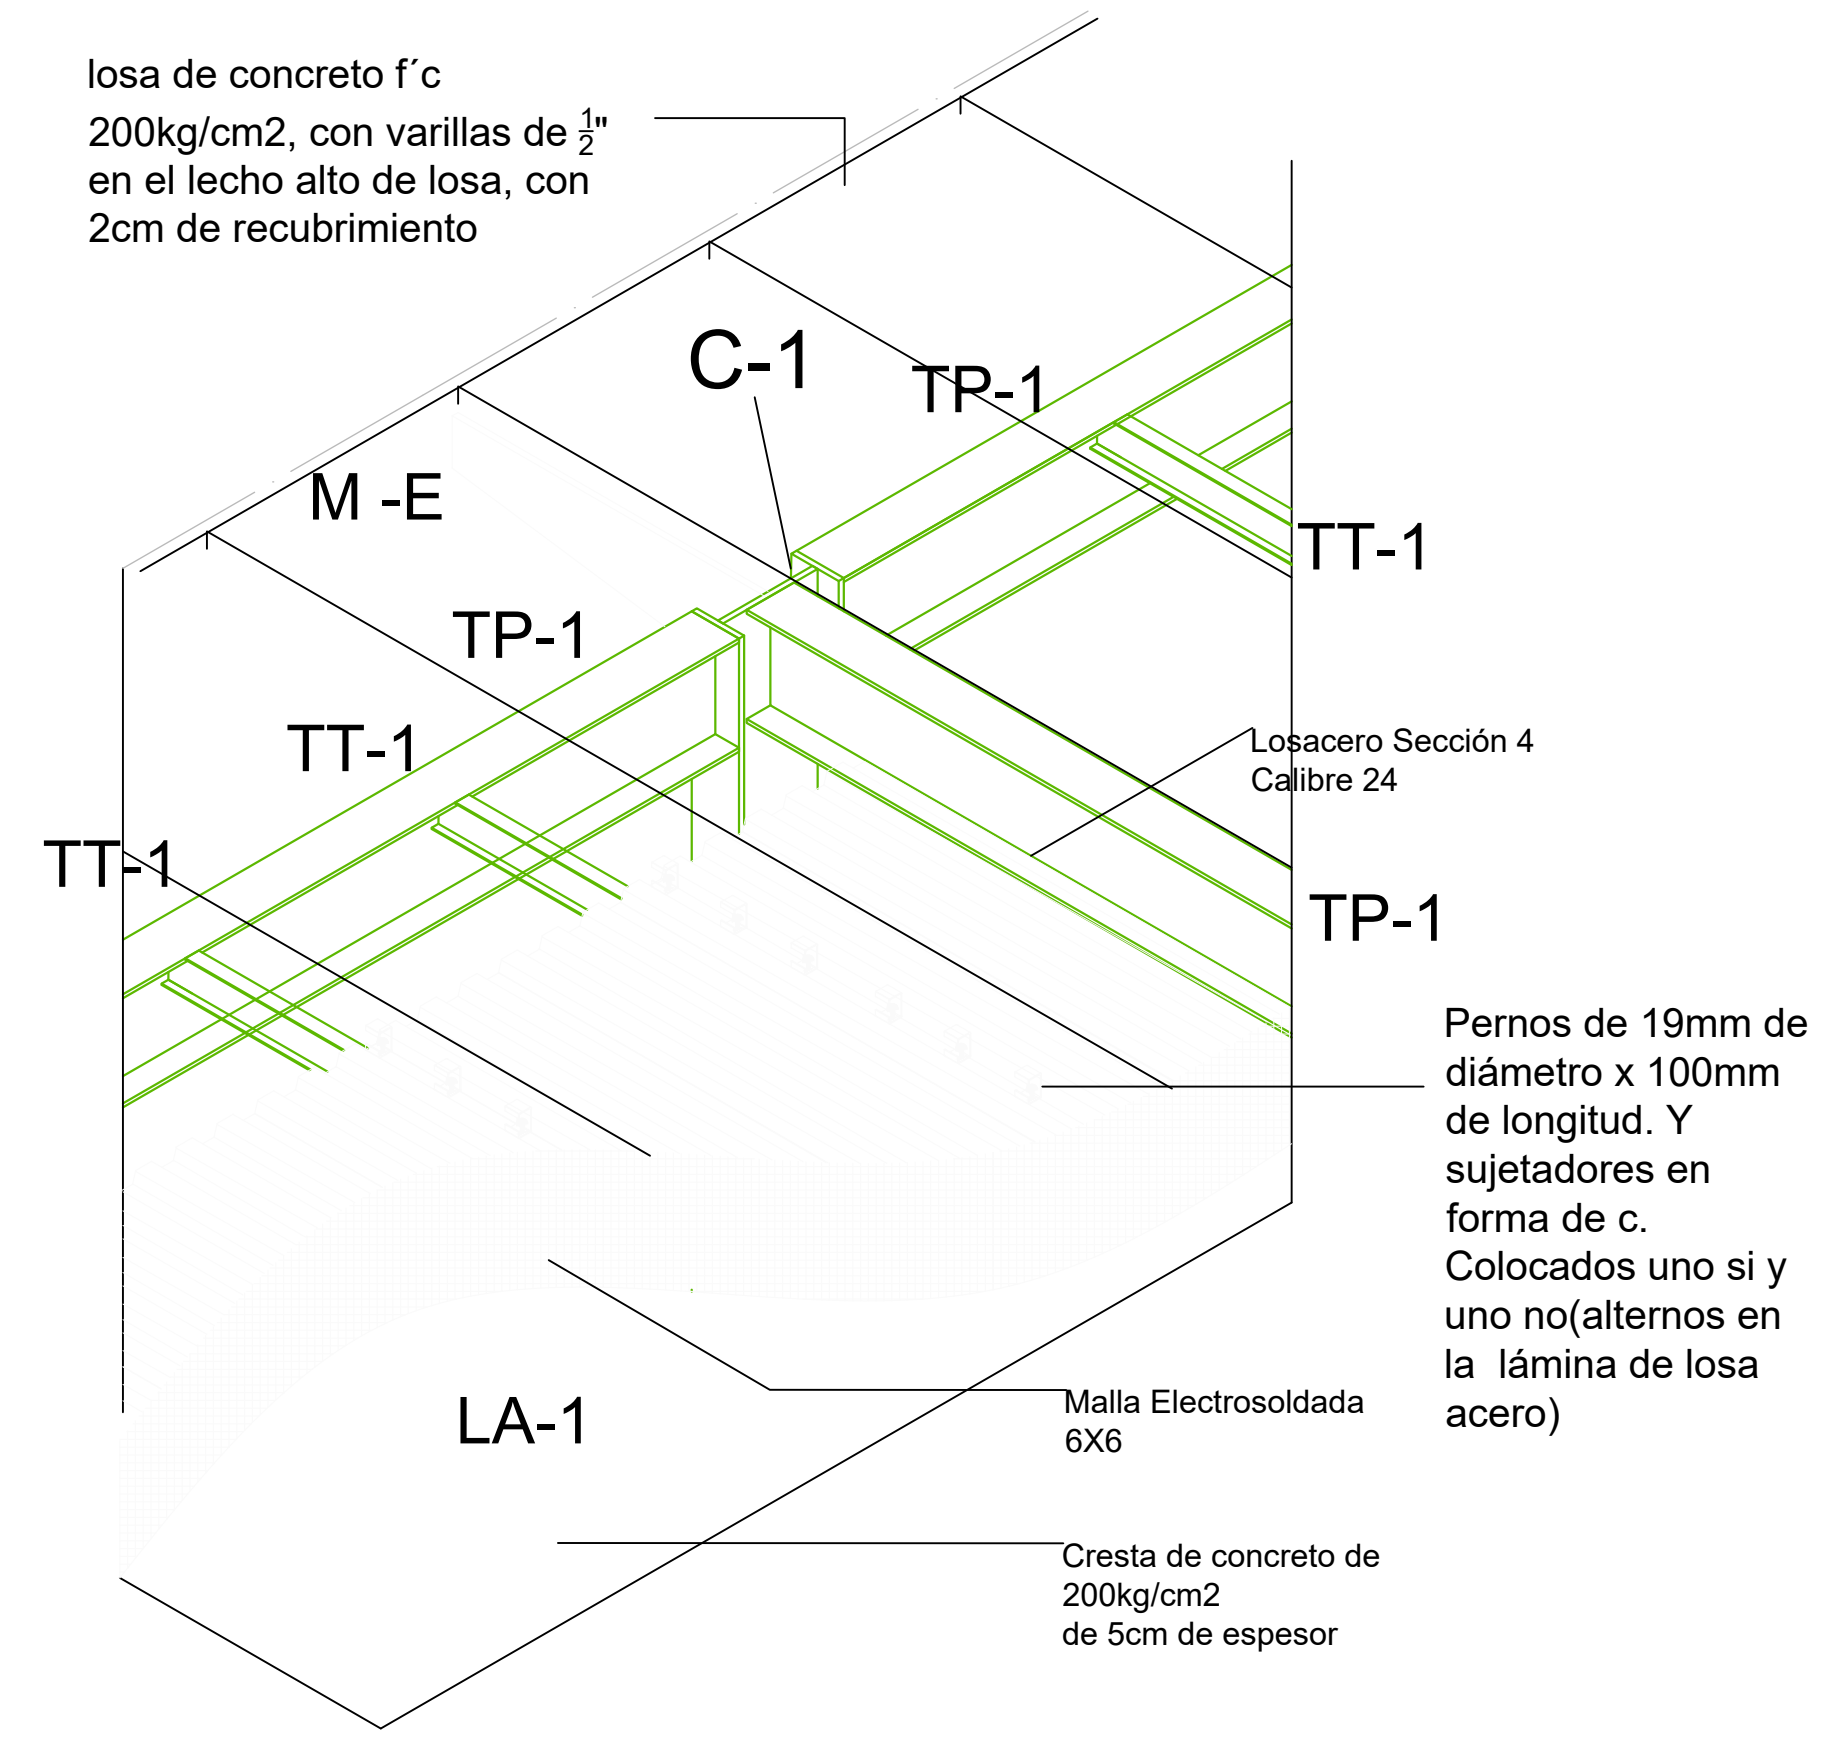 losa de concreto f´c
200kg/cm2, con varillas de ½"
en el lecho alto de losa, con
2cm de recubrimiento
C-1
TP-1
M -E
TT-1
TP-1
TT-1
Losacero Sección 4
Calibre 24
TT-1
TP-1
Pernos de 19mm de
diámetro x 100mm
de longitud. Y
sujetadores en
forma de c.
Colocados uno si y
uno no(alternos en
la  lámina de losa
acero)
Malla Electrosoldada
6X6
LA-1
Cresta de concreto de
200kg/cm2
de 5cm de espesor